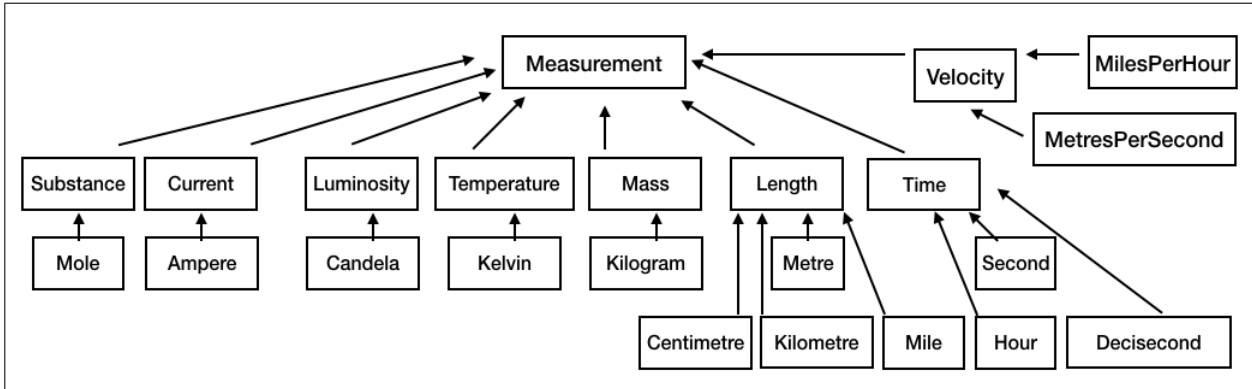 Measurement
Velocity
MilesPerHour
MetresPerSecond
Substance
Current
Luminosity
Temperature
Mass
Length
Time
Mole
Ampere
Candela
Kelvin
Kilogram
Metre
Second
Centimetre
Kilometre
Mile
Hour
Decisecond